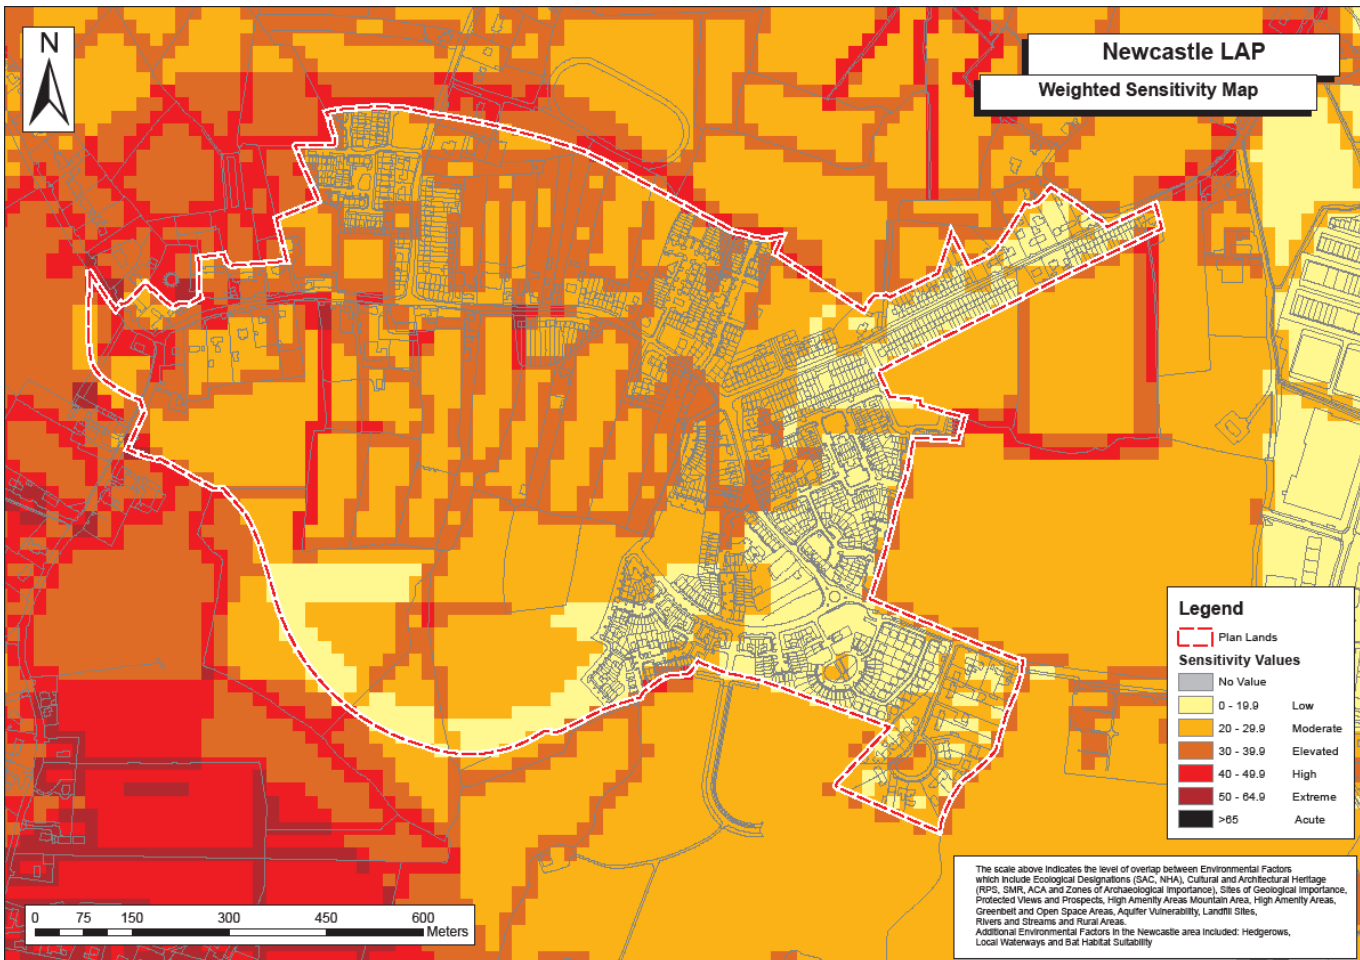 N
Newcastle LAP
Weighted Sensitivity Map
Legend
Plan Lands
Sensitivity Values
No Value
0 - 19.9 Low
20 - 29.9 Moderate
30 - 39.9 Elevated
40 - 49.9 High
50 - 64.9 Extreme
>65 Acute
The scale above indicates the level of overlap between Environmental Factors
which include Ecological Designations (SAC, NHA), Cultural and Architectural Heritage
(RPS, SMR, ACA and Zones of Archaeological Importance), Sites of Geological Importance,
Protected Views and Prospects, High Amenity Areas Mountain Area, High Amenity Areas,
Greenbelt and Open Space Areas, Aquifer Vulnerability, Landfill Sites,
Rivers and Streams and Rural Areas.
Additional Environmental Factors in the Newcastle area included: Hedgerows,
Local Waterways and Bat Habitat Suitability
0 75 150 300 450 600
Meters